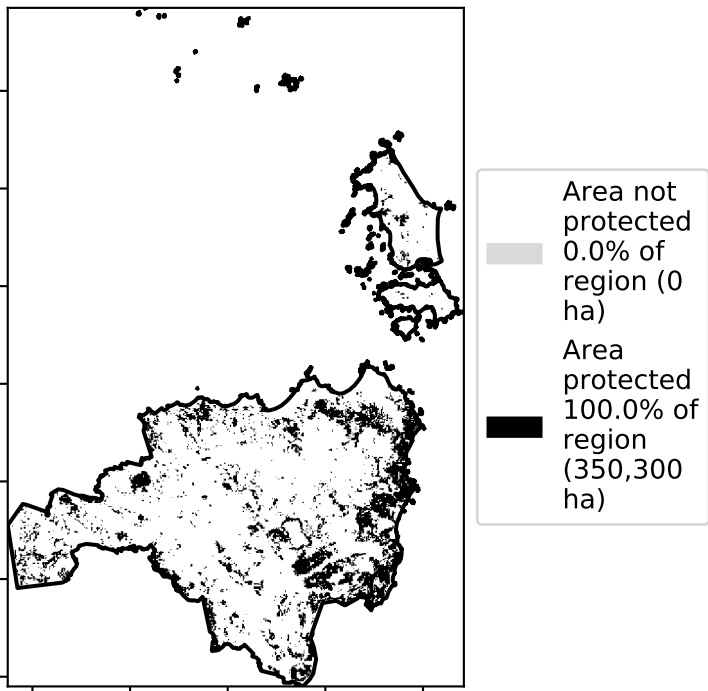 Area not
protected
0.0% of
region (0
ha)
Area
protected
100.0% of
region
(350,300
ha)